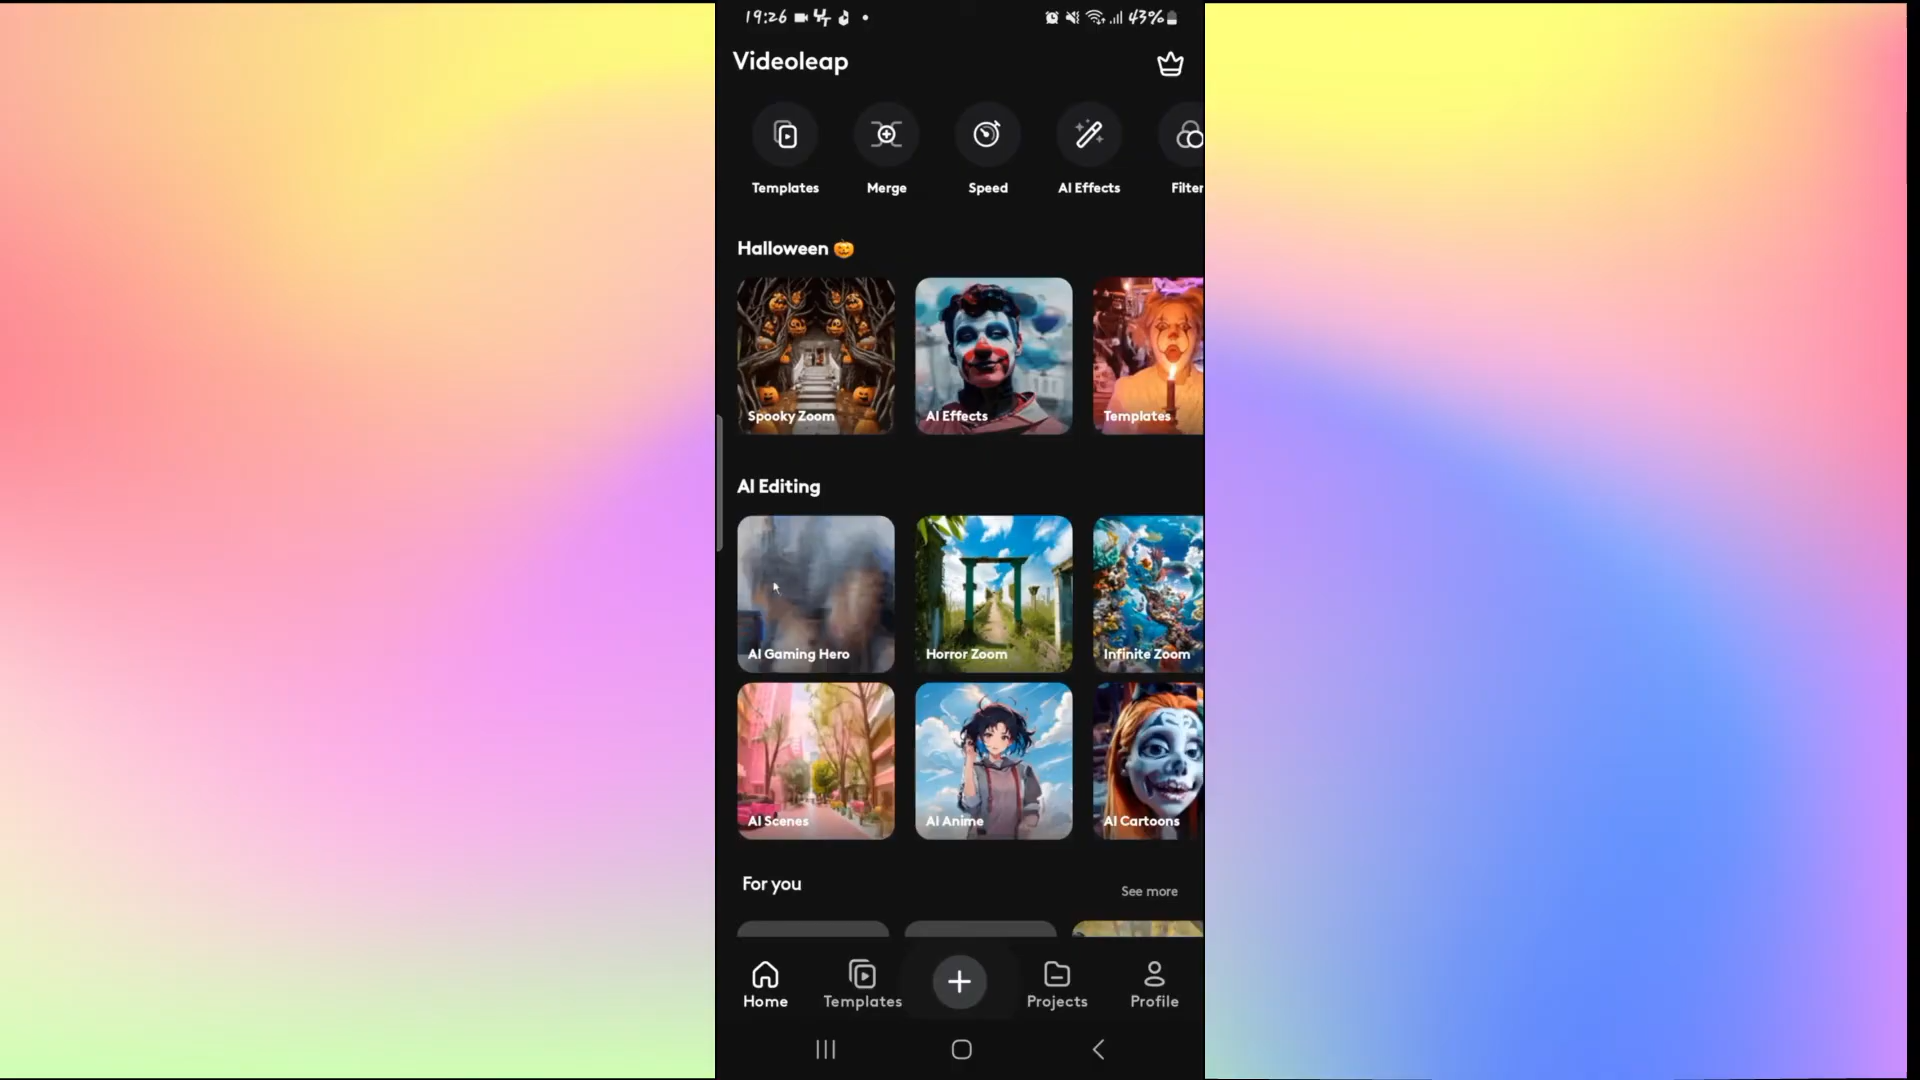 19:26 43%
Videoleap
Templates Merge Speed AI Effects Filter
Halloween 🎃
Spooky Zoom AI Effects Templates
AI Editing
AI Gaming Hero Horror Zoom Infinite Zoom
AI Scenes AI Anime AI Cartoons
For you See more
Home Templates Projects Profile